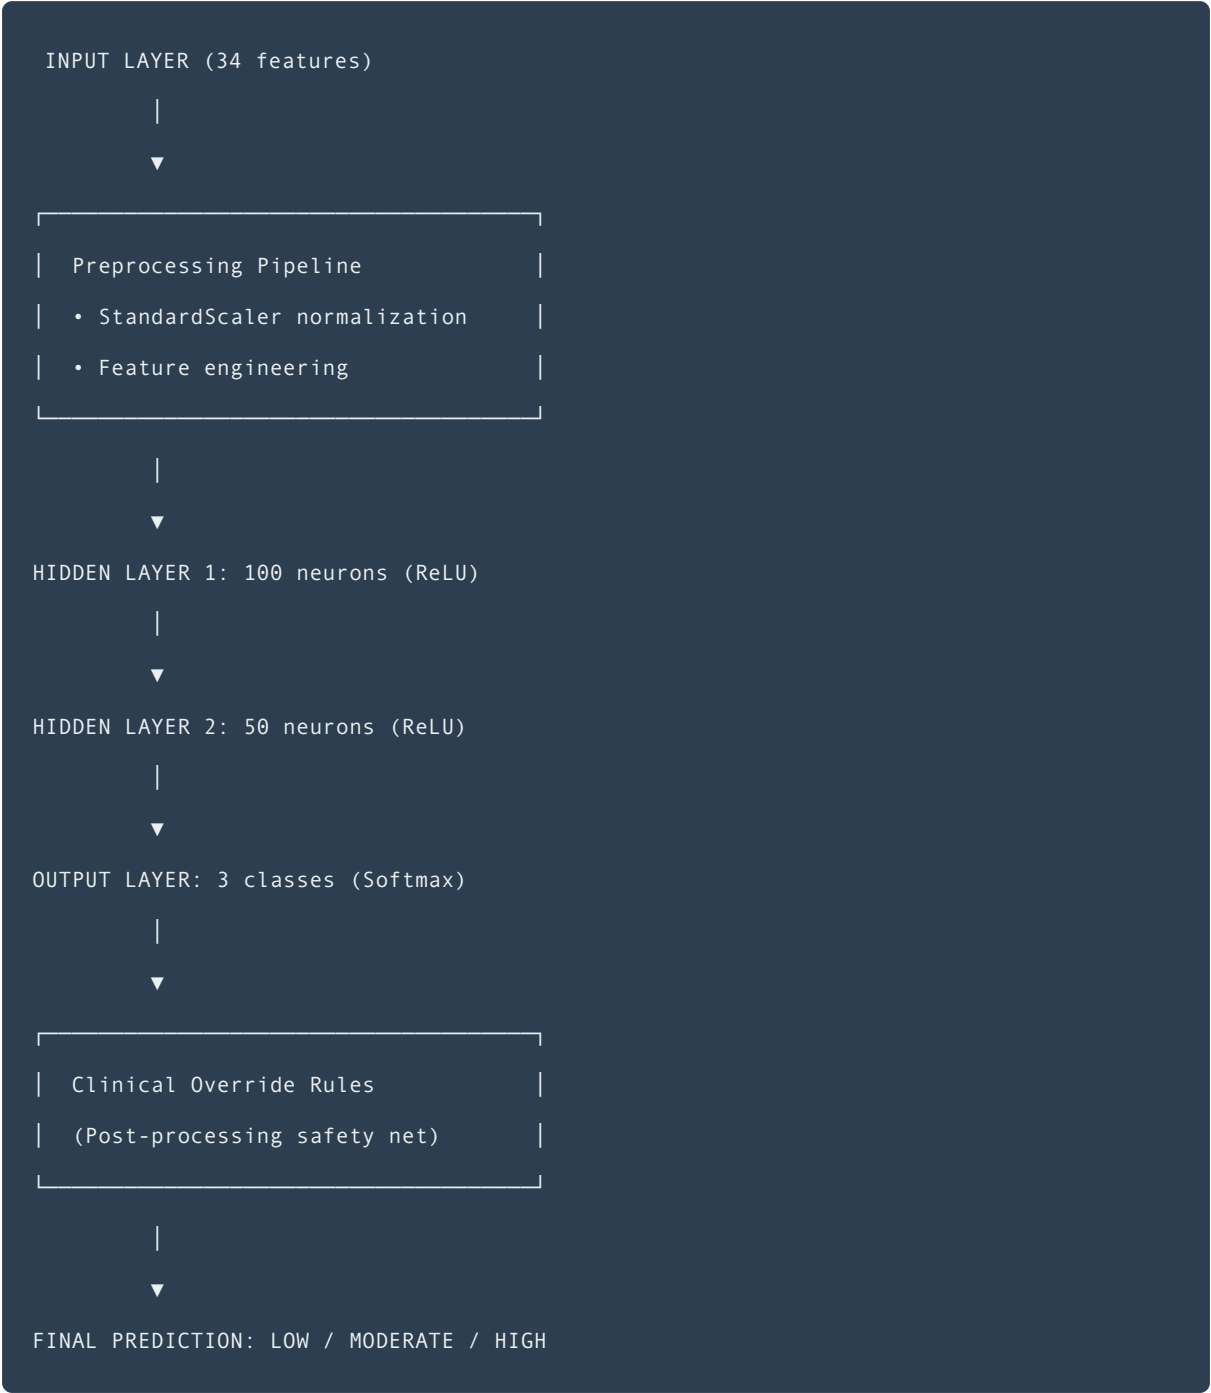 INPUT LAYER (34 features)
│
▼
┌─────────────────────────────────────┐
│  Preprocessing Pipeline             │
│  • StandardScaler normalization     │
│  • Feature engineering              │
└─────────────────────────────────────┘
│
▼
HIDDEN LAYER 1: 100 neurons (ReLU)
│
▼
HIDDEN LAYER 2: 50 neurons (ReLU)
│
▼
OUTPUT LAYER: 3 classes (Softmax)
│
▼
┌─────────────────────────────────────┐
│  Clinical Override Rules            │
│  (Post-processing safety net)       │
└─────────────────────────────────────┘
│
▼
FINAL PREDICTION: LOW / MODERATE / HIGH